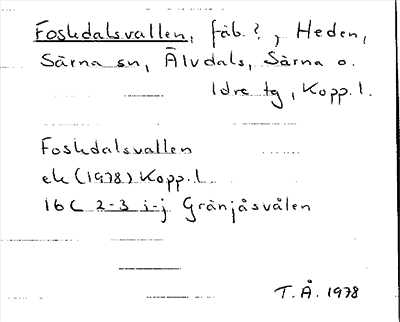 Foskdalsvallen, fäb.?, Heden,
Särna sn, Älvdals, Särna o.
Idre tg, Kopp. l.
Foskdalsvallen
ek (1978) Kopp. l.
16 C 2-3 i-j Gränjåsvålen
T.Å. 1978